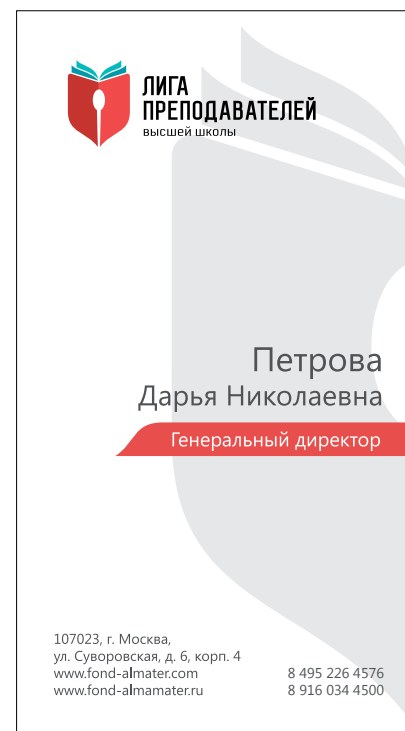 ЛИГА
ПРЕПОДАВАТЕЛЕЙ
высшей школы
Петрова
Дарья Николаевна
Генеральный директор
107023, г. Москва,
ул. Суворовская, д. 6, корп. 4
www.fond-almater.com
www.fond-almamater.ru
8 495 226 4576
8 916 034 4500